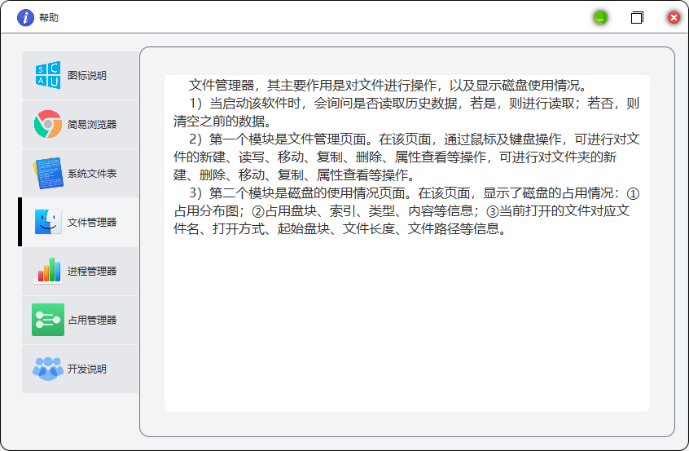 帮助
图标说明
简易浏览器
系统文件表
文件管理器
进程管理器
占用管理器
开发说明
文件管理器，其主要作用是对文件进行操作，以及显示磁盘使用情况。
1）当启动该软件时，会询问是否读取历史数据，若是，则进行读取；若否，则
清空之前的数据。
2）第一个模块是文件管理页面。在该页面，通过鼠标及键盘操作，可进行对文
件的新建、读写、移动、复制、删除、属性查看等操作，可进行对文件夹的新
建、删除、移动、复制、属性查看等操作。
3）第二个模块是磁盘的使用情况页面。在该页面，显示了磁盘的占用情况：①
占用分布图；②占用盘块、索引、类型、内容等信息；③当前打开的文件对应文
件名、打开方式、起始盘块、文件长度、文件路径等信息。